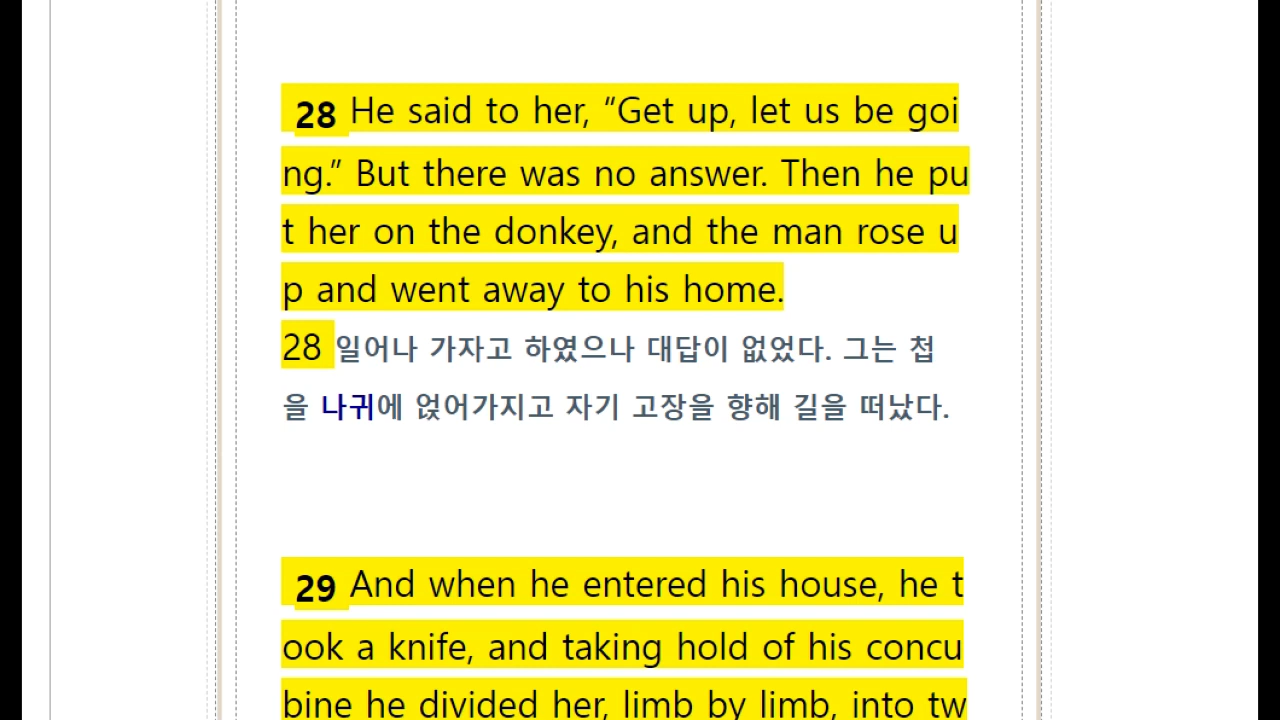 28 He said to her, “Get up, let us be goi
ng.” But there was no answer. Then he pu
t her on the donkey, and the man rose u
p and went away to his home.
28 일어나 가자고 하였으나 대답이 없었다. 그는 첩
을 나귀에 얹어가지고 자기 고장을 향해 길을 떠났다.
29 And when he entered his house, he t
ook a knife, and taking hold of his concu
bine he divided her, limb by limb, into tw